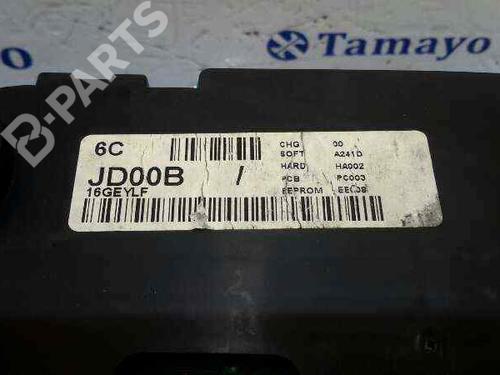 Tamayo
B-PARTS
6C
JD00B /
16GEYLF
CHG 00
SOFT A241D
HARD HA002
PCB PC003
EEPROM